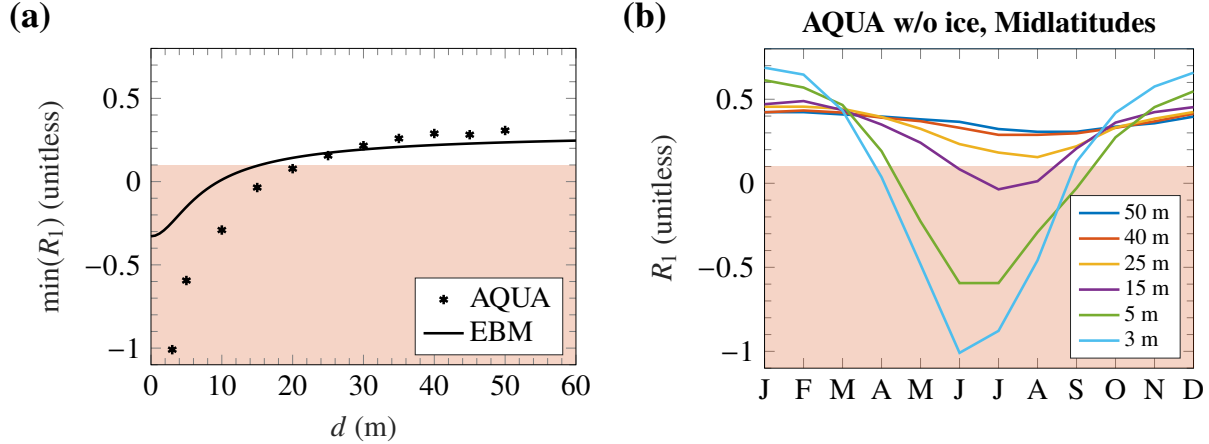 (a)
min(R1) (unitless)
0.5
0
−0.5
−1
0 10 20 30 40 50 60
d (m)
AQUA
EBM
(b)
AQUA w/o ice, Midlatitudes
R1 (unitless)
0.5
0
−0.5
−1
J F M A M J J A S O N D
50 m
40 m
25 m
15 m
5 m
3 m